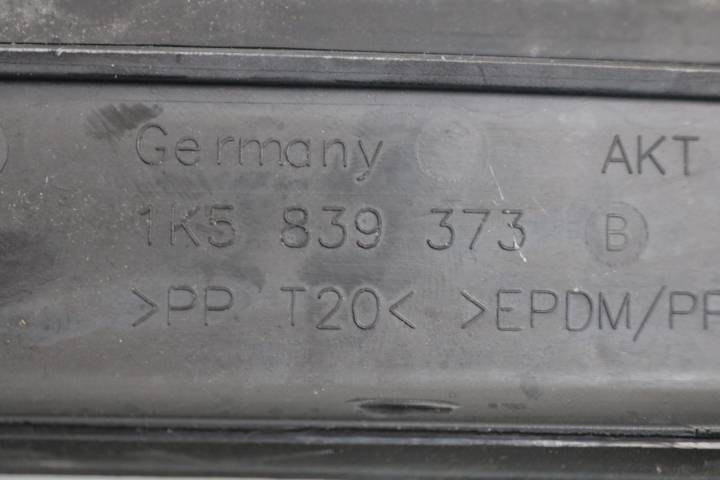 Germany AKT
1K5 839 373 B
>PP T20< >EPDM/PP